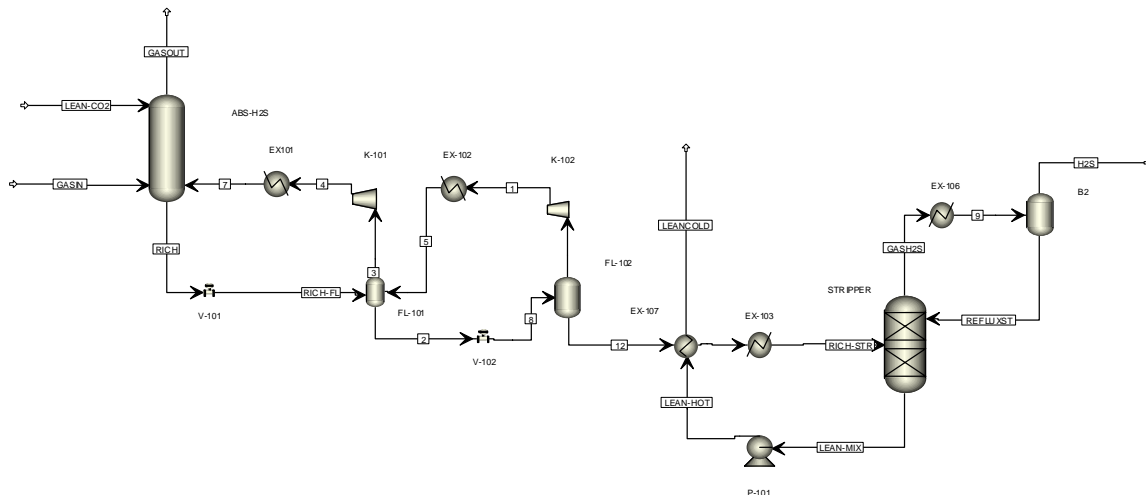 GASOUT
LEAN-CO2
ABS-H2S
GASIN
7
EX101
4
K-101
EX-102
1
K-102
5
3
RICH
V-101
RICH-FL
FL-101
2
V-102
8
FL-102
12
EX-107
LEANCOLD
EX-103
RICH-STR
STRIPPER
GASH2S
EX-106
9
H2S
B2
REFLUXST
LEAN-HOT
LEAN-MIX
P-101